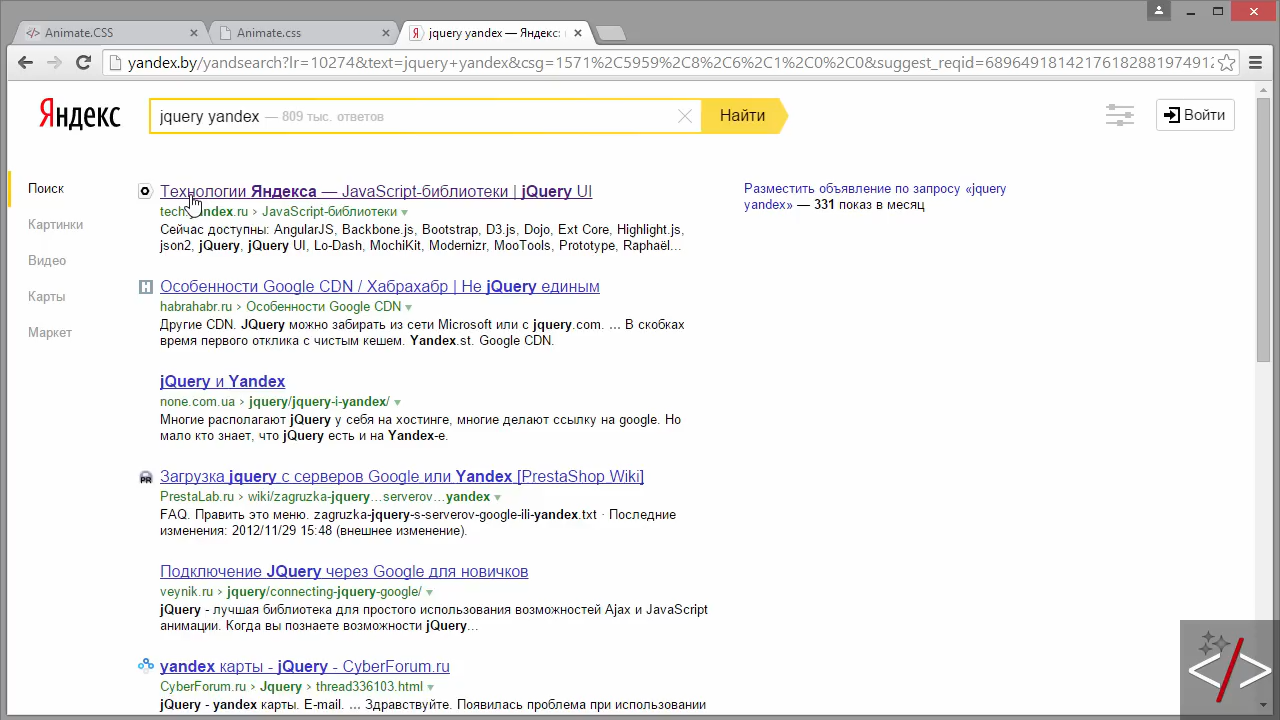 Animate.CSS
Animate.css
jquery yandex — Яндекс:
yandex.by/yandsearch?lr=10274&text=jquery+yandex&csg=1571%2C5959%2C8%2C6%2C1%2C0%2C0&suggest_reqid=68964918142176182881974912
Яндекс
jquery yandex — 809 тыс. ответов
Найти
Войти
Поиск
Картинки
Видео
Карты
Маркет
Технологии Яндекса — JavaScript-библиотеки | jQuery UI
JavaScript-библиотеки
Сейчас доступны: AngularJS, Backbone.js, Bootstrap, D3.js, Dojo, Ext Core, Highlight.js,
json2, jQuery, jQuery UI, Lo-Dash, MochiKit, Modernizr, MooTools, Prototype, Raphaël...
Особенности Google CDN / Хабрахабр | Не jQuery единым
habrahabr.ru › Особенности Google CDN
Другие CDN. JQuery можно забирать из сети Microsoft или с jquery.com. ... В скобках
время первого отклика с чистым кешем. Yandex.st. Google CDN.
jQuery и Yandex
none.com.ua › jquery/jquery-i-yandex/
Многие располагают jQuery у себя на хостинге, многие делают ссылку на google. Но
мало кто знает, что jQuery есть и на Yandex-е.
PR
Загрузка jquery с серверов Google или Yandex [PrestaShop Wiki]
PrestaLab.ru › wiki/zagruzka-jquery…serverov…yandex
FAQ. Править это меню. zagruzka-jquery-s-serverov-google-ili-yandex.txt · Последние
изменения: 2012/11/29 15:48 (внешнее изменение).
Подключение JQuery через Google для новичков
veynik.ru › jquery/connecting-jquery-google/
jQuery - лучшая библиотека для простого использования возможностей Ajax и JavaScript
анимации. Когда вы познаете возможности jQuery...
yandex карты - jQuery - CyberForum.ru
CyberForum.ru › Jquery › thread336103.html
jQuery - yandex карты. E-mail. ... Здравствуйте. Появилась проблема при использовании
Разместить объявление по запросу «jquery
yandex» — 331 показ в месяц